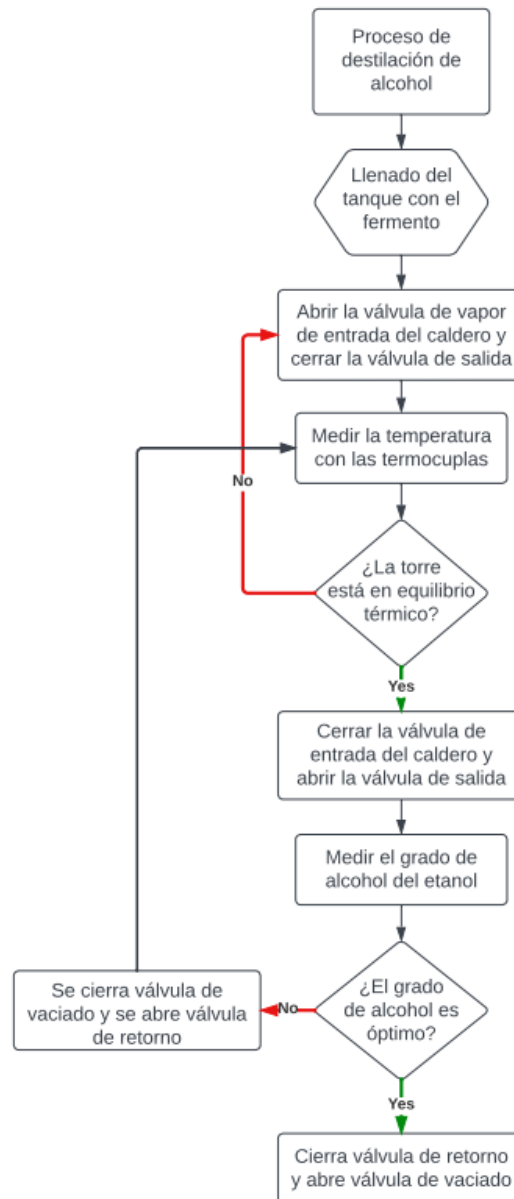 Proceso de
destilación de
alcohol
Llenado del
tanque con el
fermento
Abrir la válvula de vapor
de entrada del caldero y
cerrar la válvula de salida
Medir la temperatura
con las termocuplas
No
¿La torre
está en equilibrio
térmico?
Yes
Cerrar la válvula de
entrada del caldero y
abrir la válvula de salida
Medir el grado de
alcohol del etanol
Se cierra válvula de
vaciado y se abre válvula
de retorno
No
¿El grado
de alcohol es
óptimo?
Yes
Cierra válvula de retorno
y abre válvula de vaciado